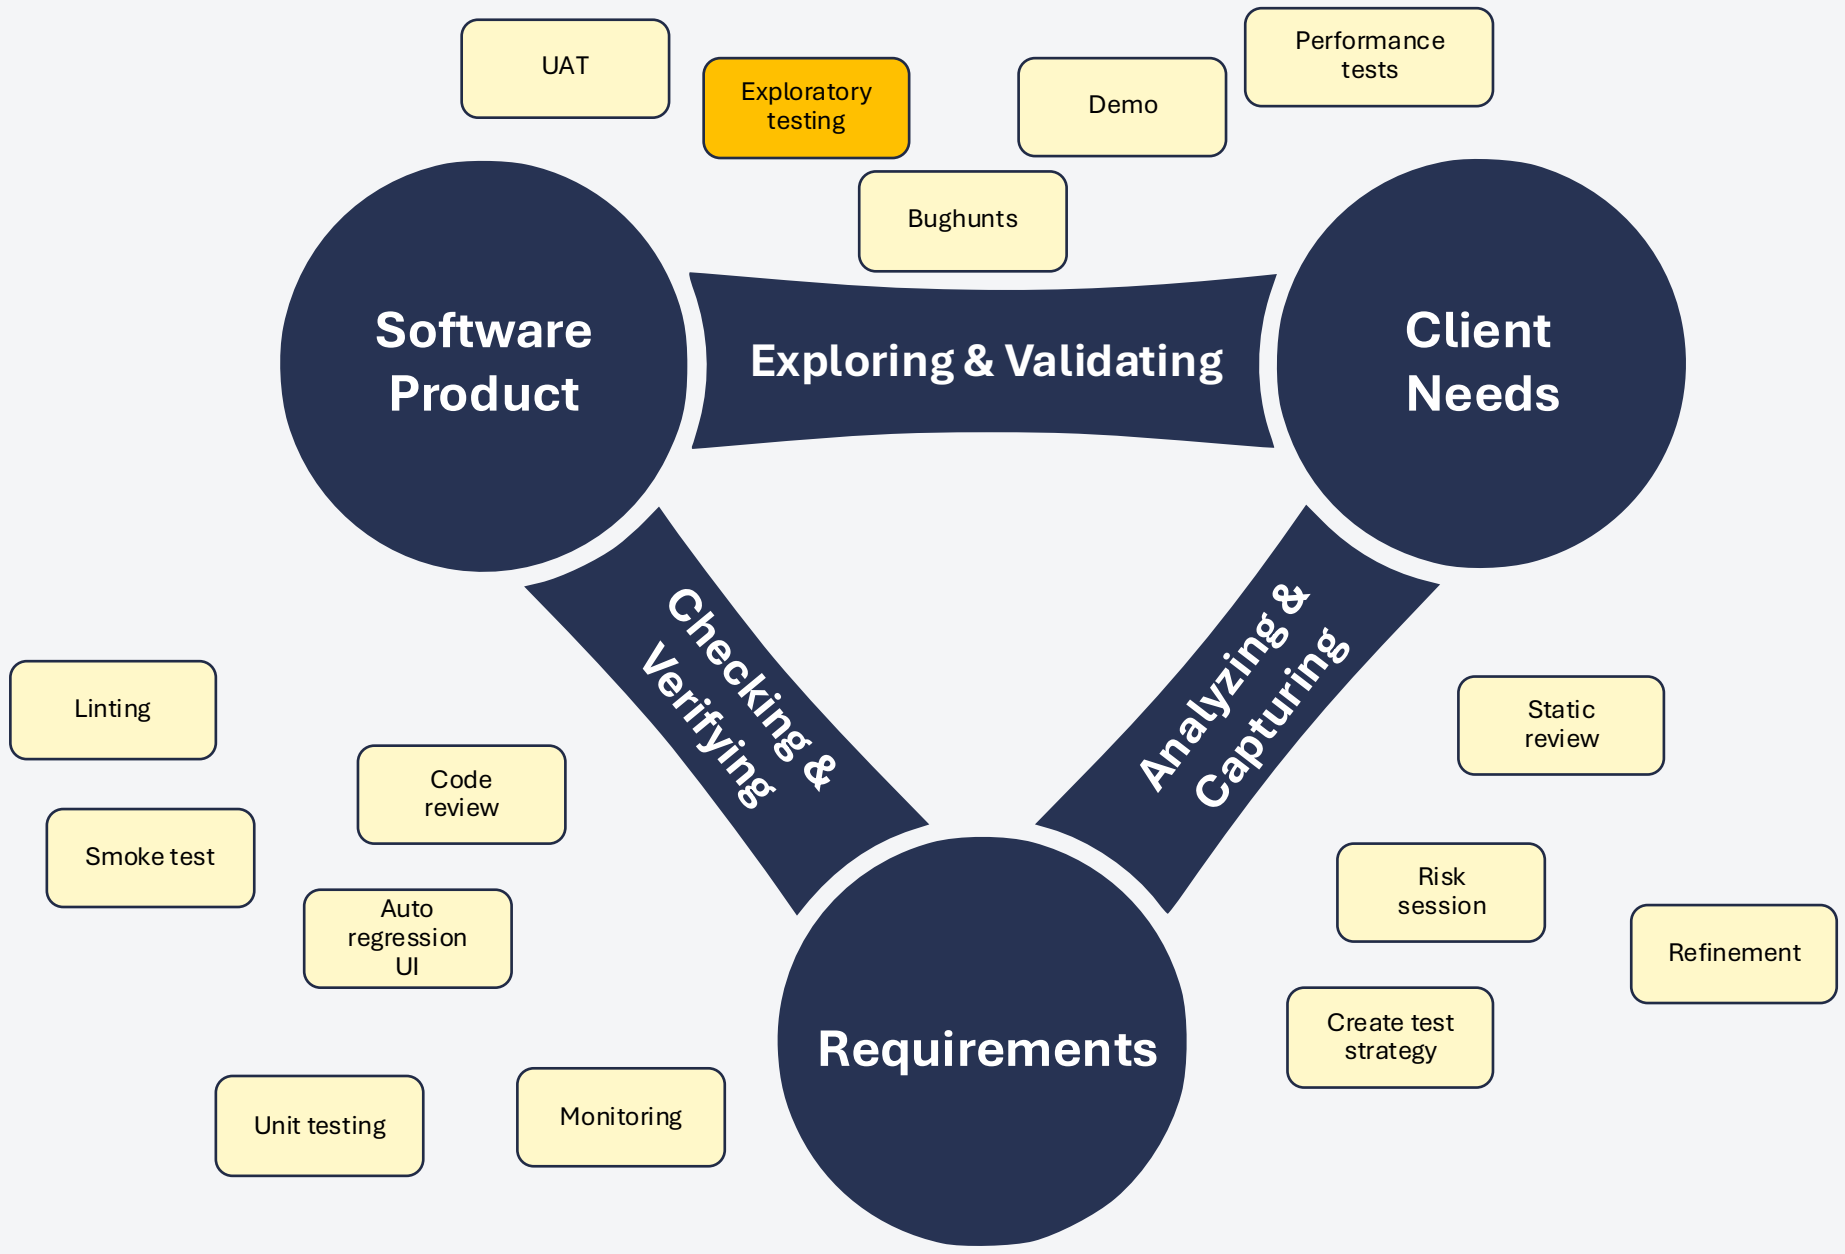 UAT
Exploratory
testing
Demo
Performance
tests
Bughunts
Software
Product
Exploring & Validating
Client
Needs
Checking &
Verifying
Analyzing &
Capturing
Linting
Code
review
Smoke test
Auto
regression
UI
Unit testing
Monitoring
Requirements
Static
review
Risk
session
Refinement
Create test
strategy